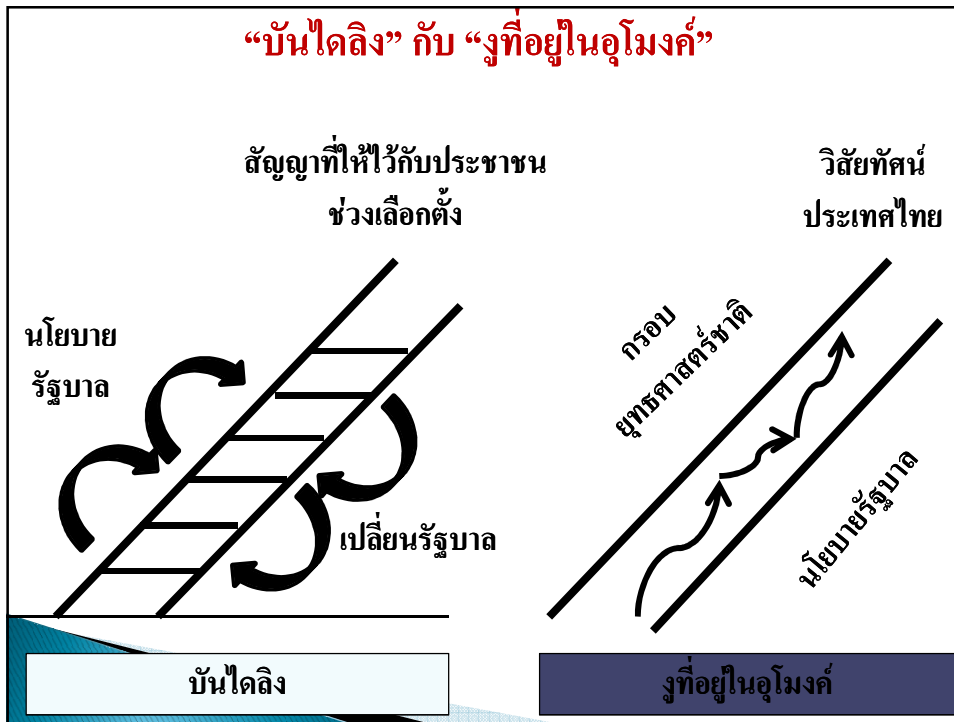 “บันไดลิง” กับ “งูที่อยู่ในอุโมงค์”
สัญญาที่ให้ไว้กับประชาชน
ช่วงเลือกตั้ง
วิสัยทัศน์
ประเทศไทย
นโยบาย
รัฐบาล
กรอบ
ยุทธศาสตร์ชาติ
เปลี่ยนรัฐบาล
นโยบายรัฐบาล
บันไดลิง
งูที่อยู่ในอุโมงค์